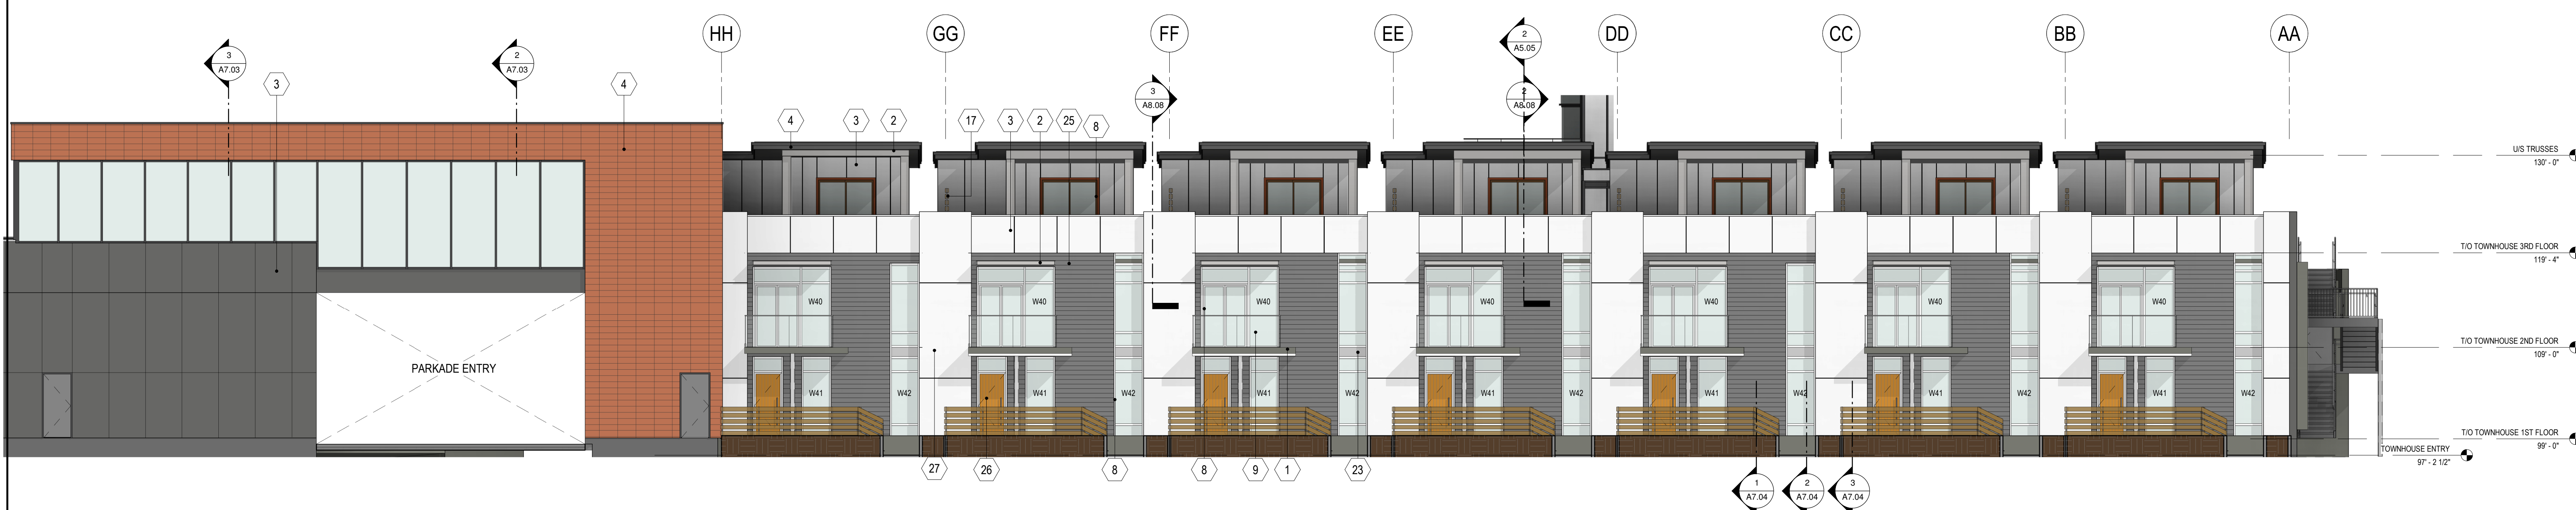 HH
GG
FF
EE
DD
CC
BB
AA
2
A5.05
3
A7.03
2
A7.03
3
4
3
A8.08
2
A8.08
4
3
2
17
3
2
25
8
U/S TRUSSES
130' - 0"
T/O TOWNHOUSE 3RD FLOOR
119' - 4"
W40
W40
W40
W40
W40
W40
W40
T/O TOWNHOUSE 2ND FLOOR
109' - 0"
PARKADE ENTRY
W41
W42
W41
W42
W41
W42
W41
W42
W41
W42
W41
W42
W41
W42
T/O TOWNHOUSE 1ST FLOOR
99' - 0"
TOWNHOUSE ENTRY
97' - 2 1/2"
27
26
8
8
9
1
23
1
A7.04
2
A7.04
3
A7.04